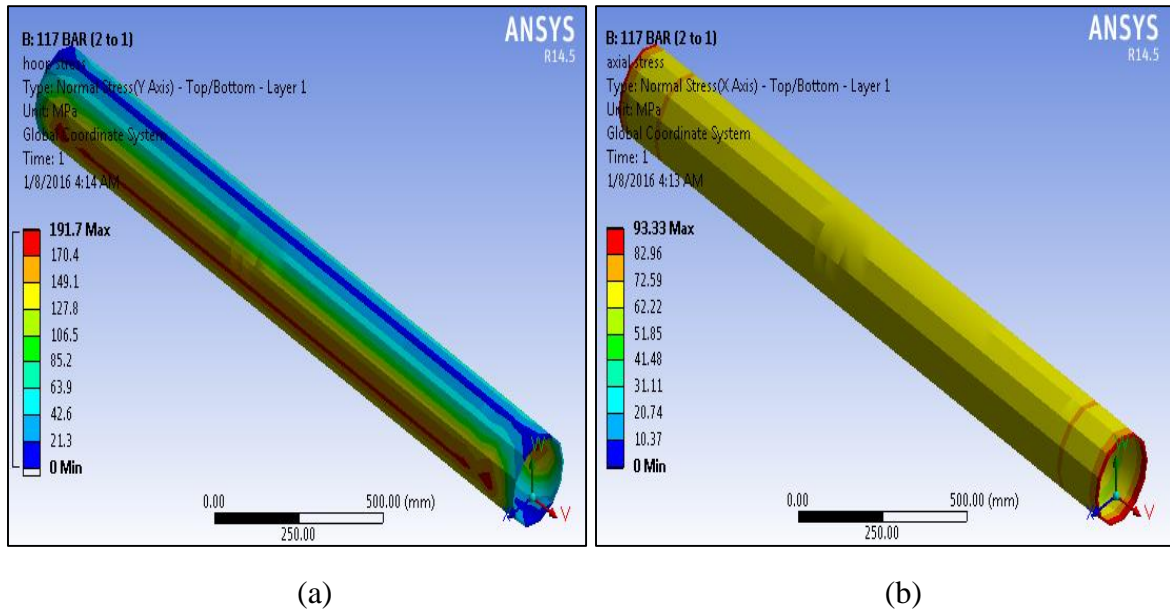 ANSYS
R14.5
B: 117 BAR (2 to 1)
hoop stress
Type: Normal Stress(Y Axis) - Top/Bottom - Layer 1
Unit: MPa
Global Coordinate System
Time: 1
1/8/2016 4:14 AM
191.7 Max
170.4
149.1
127.8
106.5
85.2
63.9
42.6
21.3
0 Min
0.00
500.00 (mm)
250.00
W
X
V
(a)
ANSYS
R14.5
B: 117 BAR (2 to 1)
axial stress
Type: Normal Stress(X Axis) - Top/Bottom - Layer 1
Unit: MPa
Global Coordinate System
Time: 1
1/8/2016 4:13 AM
93.33 Max
82.96
72.59
62.22
51.85
41.48
31.11
20.74
10.37
0 Min
0.00
500.00 (mm)
250.00
V
(b)